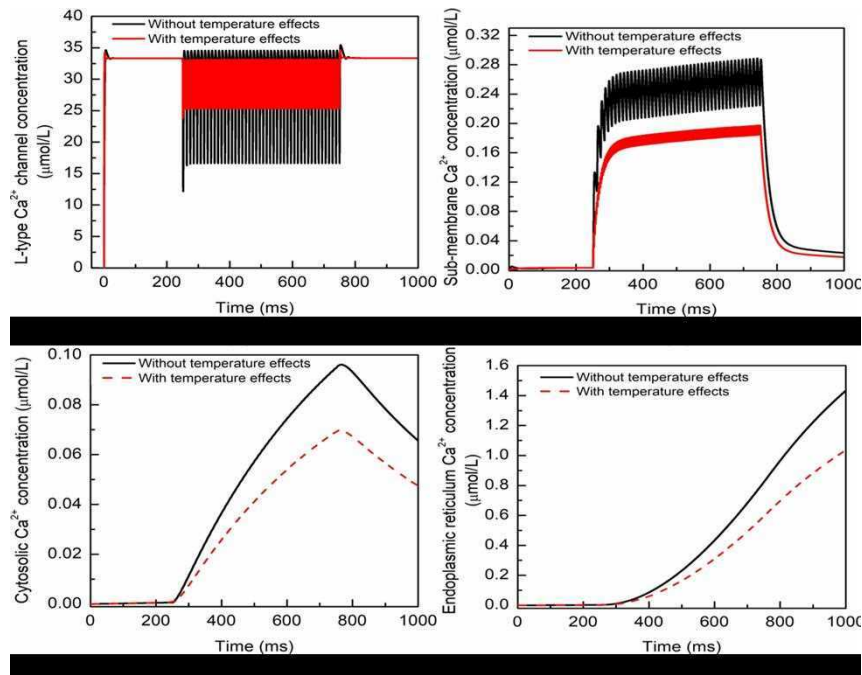 Without temperature effects
With temperature effects
L-type Ca²⁺ channel concentration
(μmol/L)
40
35
30
25
20
15
10
5
0
0 200 400 600 800 1000
Time (ms)
Without temperature effects
With temperature effects
Sub-membrane Ca²⁺ concentration (μmol/L)
0.32
0.28
0.24
0.20
0.16
0.12
0.08
0.04
0.00
0 200 400 600 800 1000
Time (ms)
Without temperature effects
With temperature effects
Cytosolic Ca²⁺ concentration (μmol/L)
0.10
0.08
0.06
0.04
0.02
0.00
0 200 400 600 800 1000
Time (ms)
Without temperature effects
With temperature effects
Endoplasmic reticulum Ca²⁺ concentration
(μmol/L)
1.6
1.4
1.2
1.0
0.8
0.6
0.4
0.2
0.0
0 200 400 600 800 1000
Time (ms)